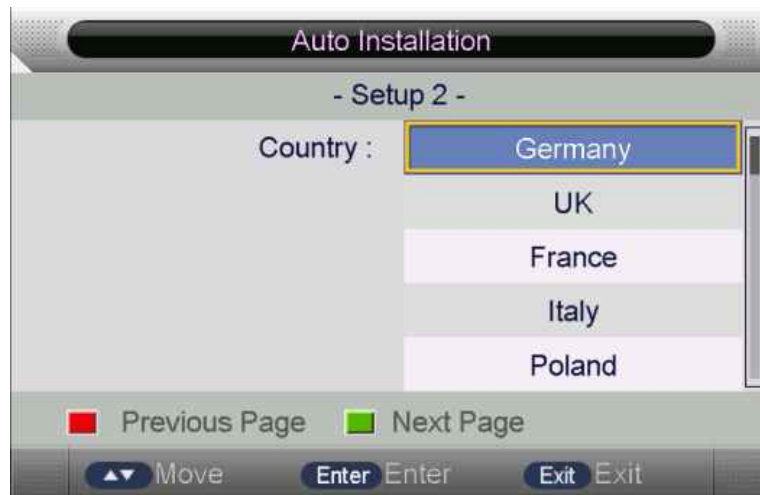 Auto Installation
- Setup 2 -
Country : Germany
UK
France
Italy
Poland
Previous Page Next Page
▲▼ Move Enter Enter Exit Exit